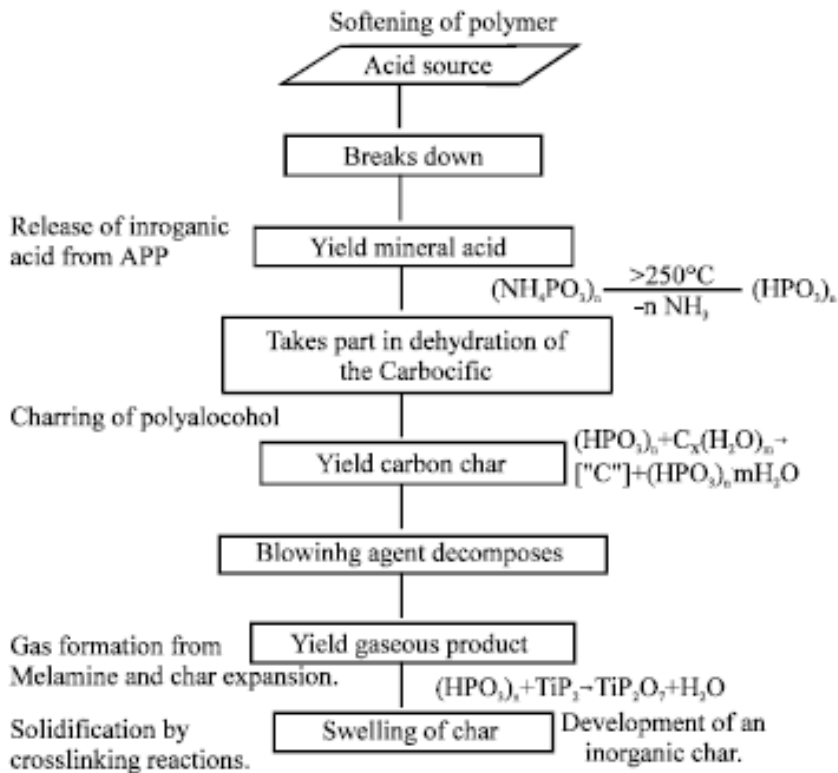 Softening of polymer
Acid source
Breaks down
Release of inroganic
acid from APP
Yield mineral acid
(NH₄PO₃)ₙ >250°C –n NH₃ (HPO₃)ₙ
Takes part in dehydration of
the Carbocific
Charring of polyalocohol
Yield carbon char
(HPO₃)ₙ+Cₓ(H₂O)ₘ→
["C"]+(HPO₃)ₙmH₂O
Blowinhg agent decomposes
Gas formation from
Melamine and char expansion.
Yield gaseous product
(HPO₃)ₙ+TiP₂→TiP₂O₇+H₂O
Solidification by
crosslinking reactions.
Swelling of char
Development of an
inorganic char.